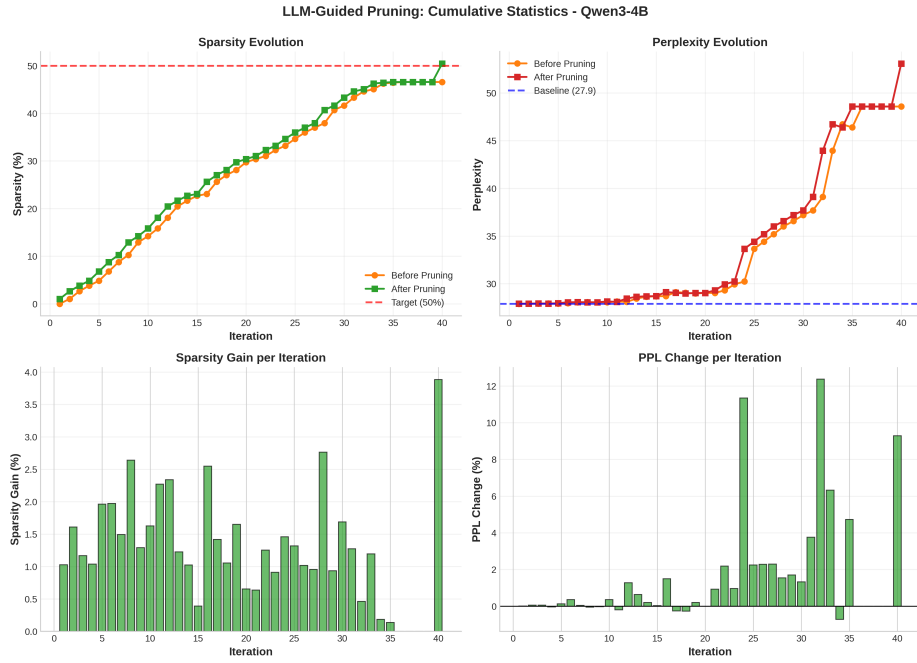 LLM-Guided Pruning: Cumulative Statistics - Qwen3-4B
Sparsity Evolution
Sparsity (%)
50
40
30
20
10
0
0 5 10 15 20 25 30 35 40
Iteration
Before Pruning
After Pruning
Target (50%)
Perplexity Evolution
Perplexity
50
45
40
35
30
0 5 10 15 20 25 30 35 40
Iteration
Before Pruning
After Pruning
Baseline (27.9)
Sparsity Gain per Iteration
Sparsity Gain (%)
4.0
3.5
3.0
2.5
2.0
1.5
1.0
0.5
0.0
0 5 10 15 20 25 30 35 40
Iteration
PPL Change per Iteration
PPL Change (%)
12
10
8
6
4
2
0
0 5 10 15 20 25 30 35 40
Iteration